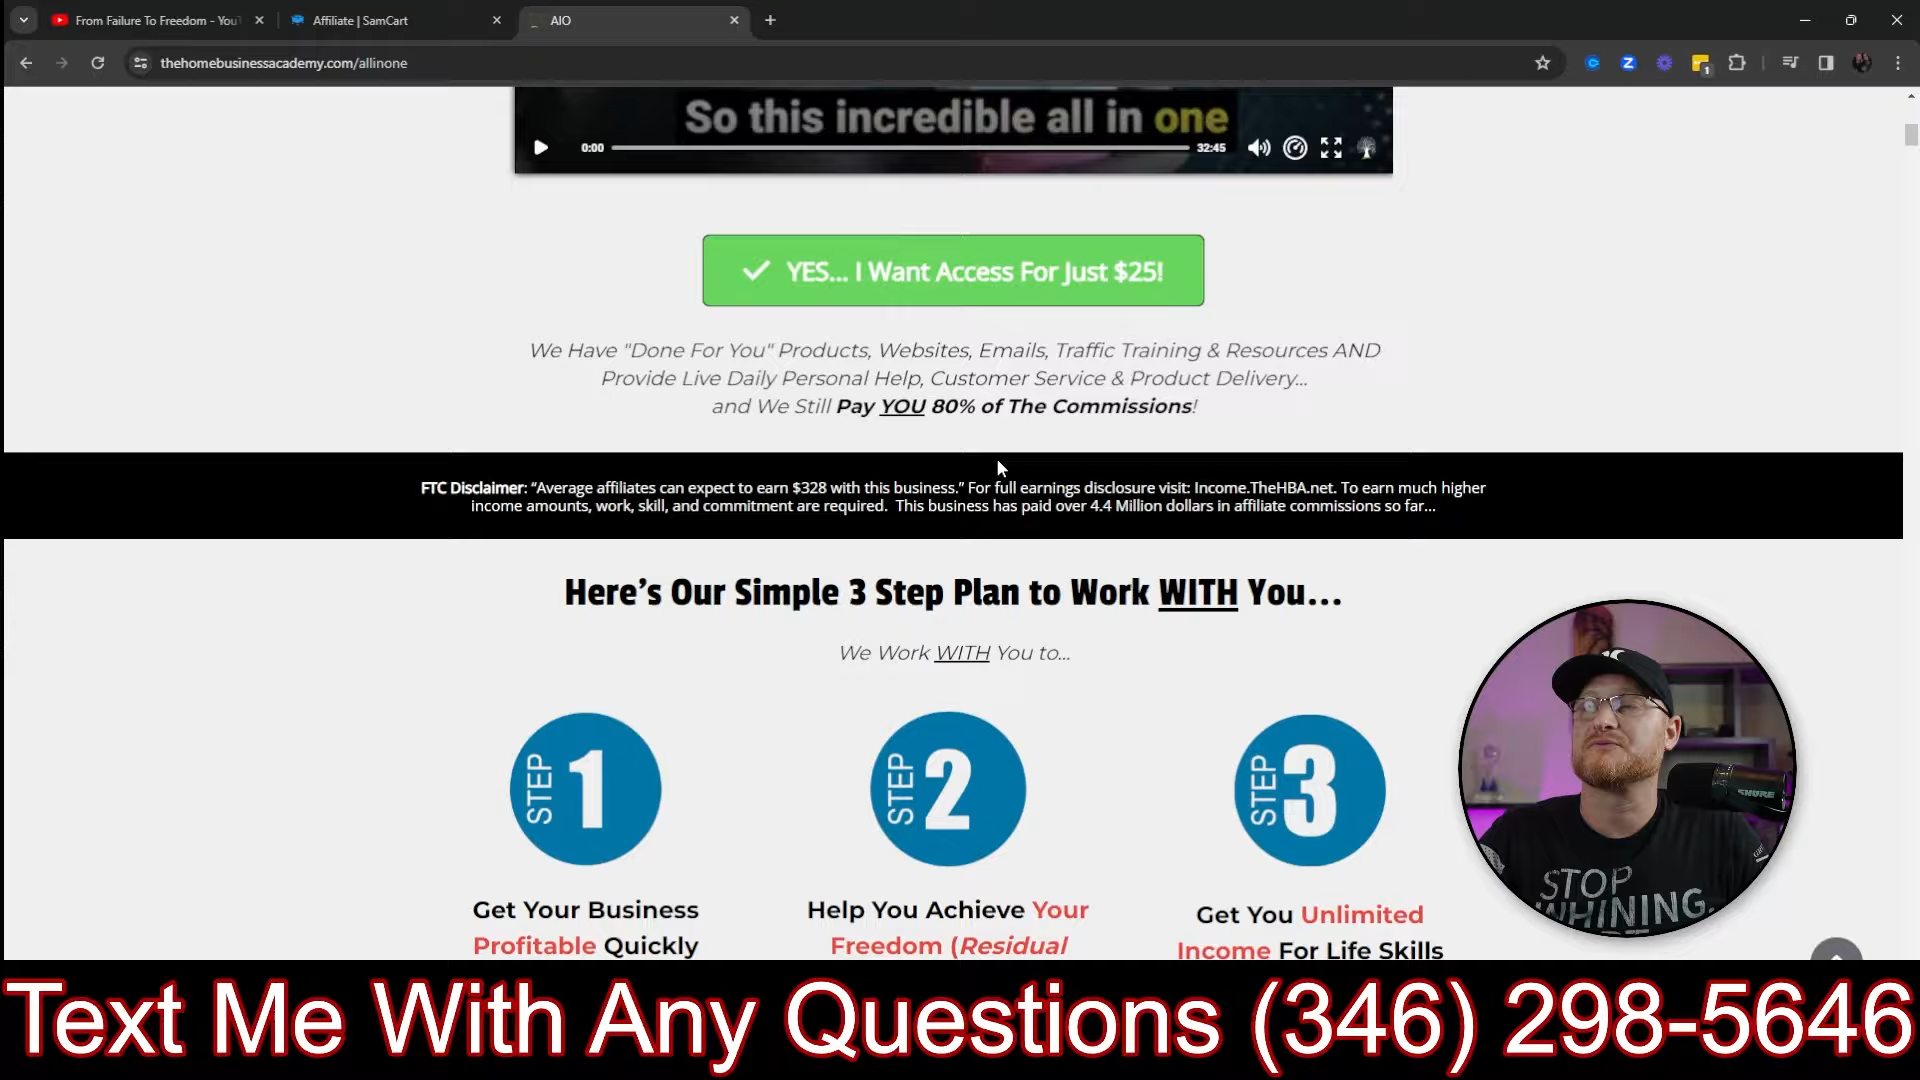 From Failure To Freedom - You
Affiliate | SamCart
AIO
thehomebusinessacademy.com/allinone
1
So this incredible all in one
0:00
32:45
YES... I Want Access For Just $25!
We Have "Done For You" Products, Websites, Emails, Traffic Training & Resources AND
Provide Live Daily Personal Help, Customer Service & Product Delivery...
and We Still Pay YOU 80% of The Commissions!
FTC Disclaimer: “Average affiliates can expect to earn $328 with this business.” For full earnings disclosure visit: Income.TheHBA.net. To earn much higher
income amounts, work, skill, and commitment are required. This business has paid over 4.4 Million dollars in affiliate commissions so far...
Here's Our Simple 3 Step Plan to Work WITH You...
We Work WITH You to...
STEP 1
STEP 2
STEP 3
Get Your Business
Profitable Quickly
Help You Achieve Your
Freedom (Residual
Get You Unlimited
Income For Life Skills
SHURE
STOP
WHINING
Text Me With Any Questions (346) 298-5646